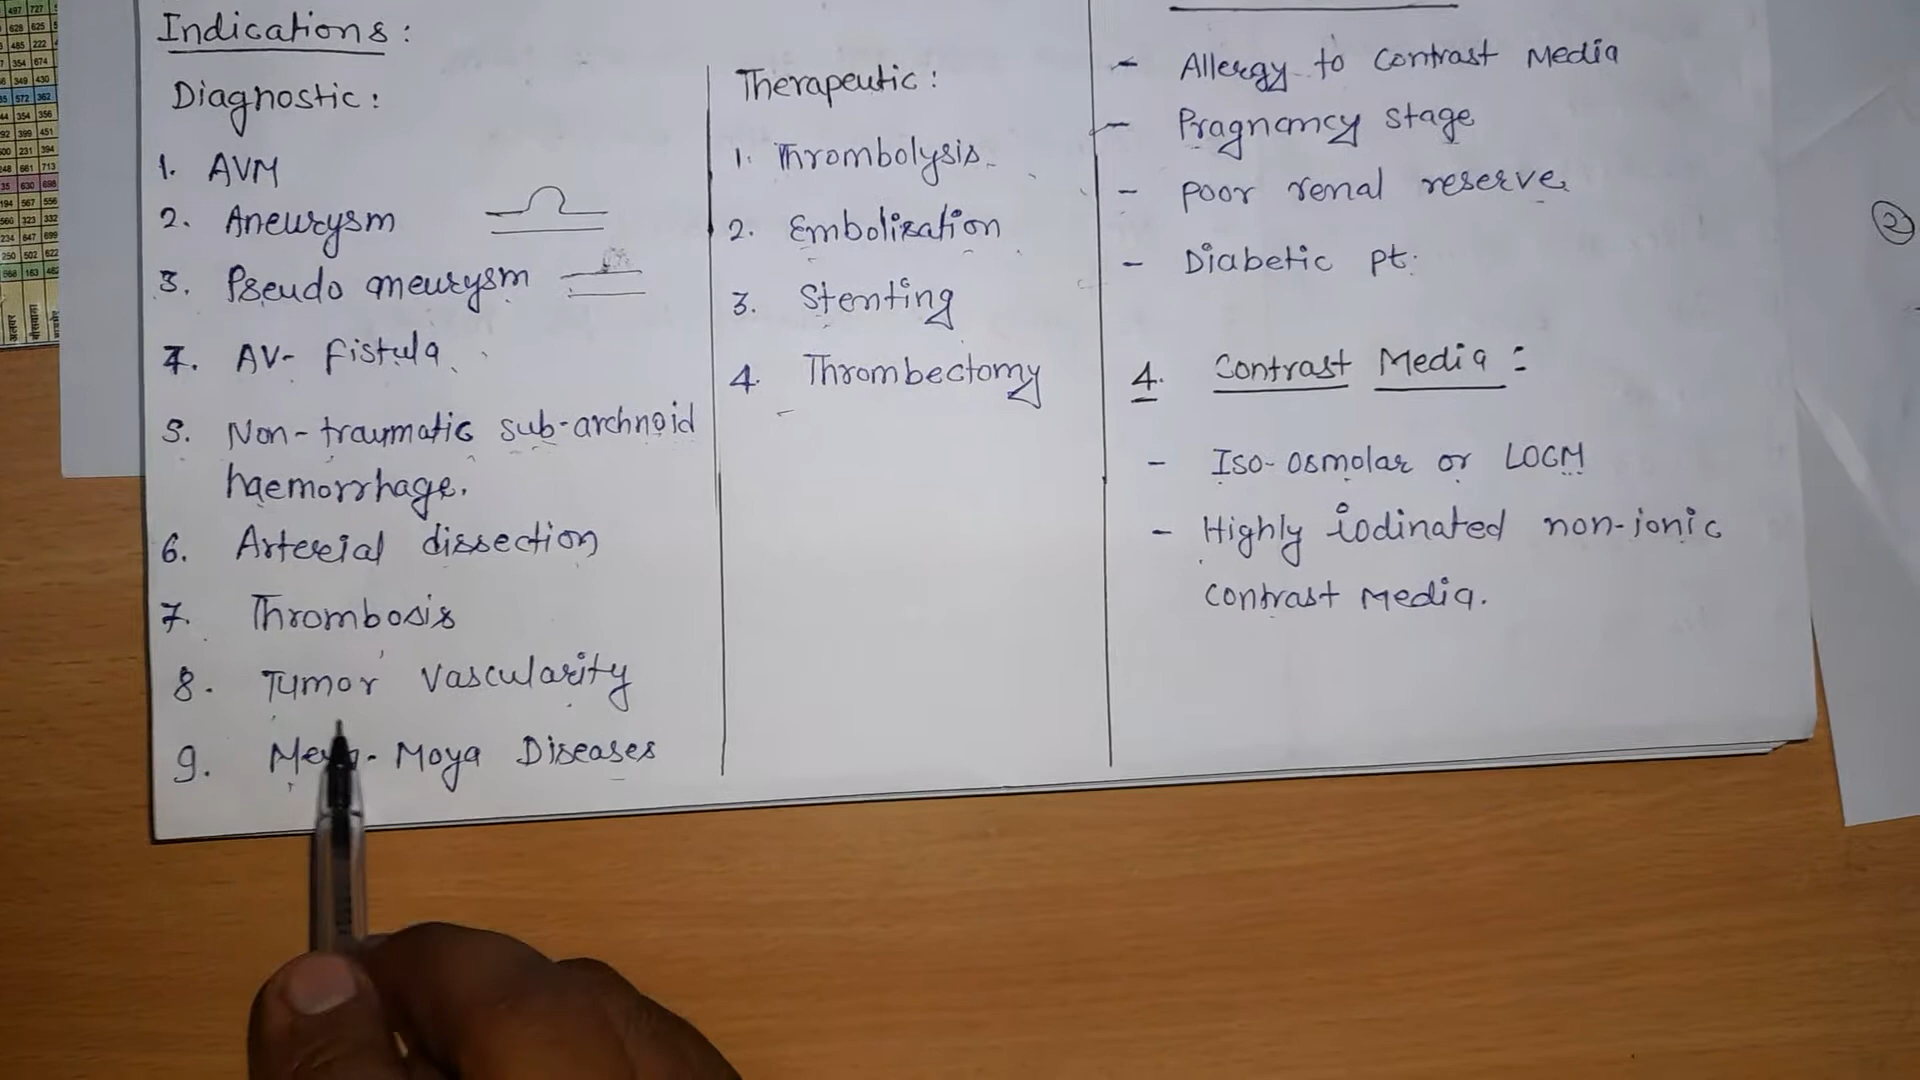 Indications :
Diagnostic :
1. AVM
2. Aneurysm
3. Pseudo aneurysm
4. AV- fistula
5. Non-traumatic sub-archnoid
haemorrhage.
6. Arterial dissection
7. Thrombosis
8. Tumor vascularity
9. Moya Diseases
Therapeutic :
1. Thrombolysis
2. Embolization
3. Stenting
4. Thrombectomy
- Allergy to contrast Media
- Pragnancy stage
- poor renal reserve
- Diabetic pt.
4. Contrast Media :
- Iso-osmolar or LOCM
- Highly iodinated non-ionic
contrast Media.
2